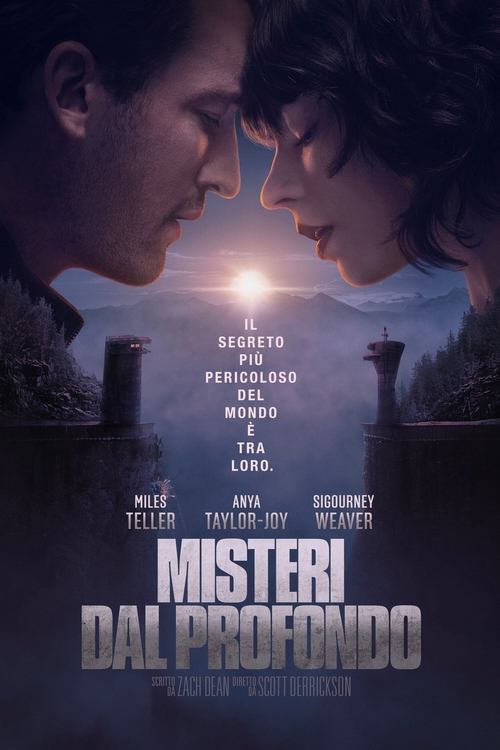 IL
SEGRETO
PIÙ
PERICOLOSO
DEL
MONDO
È
TRA
LORO.
MILES TELLER
ANYA TAYLOR-JOY
SIGOURNEY WEAVER
MISTERI
DAL PROFONDO
SCRITTO DA ZACH DEAN DIRETTO DA SCOTT DERRICKSON